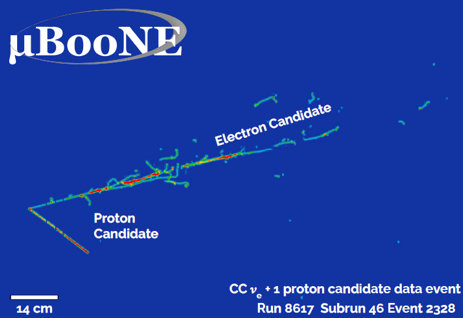 µBooNE
Electron Candidate
Proton
Candidate
CC νe + 1 proton candidate data event
14 cm
Run 8617 Subrun 46 Event 2328